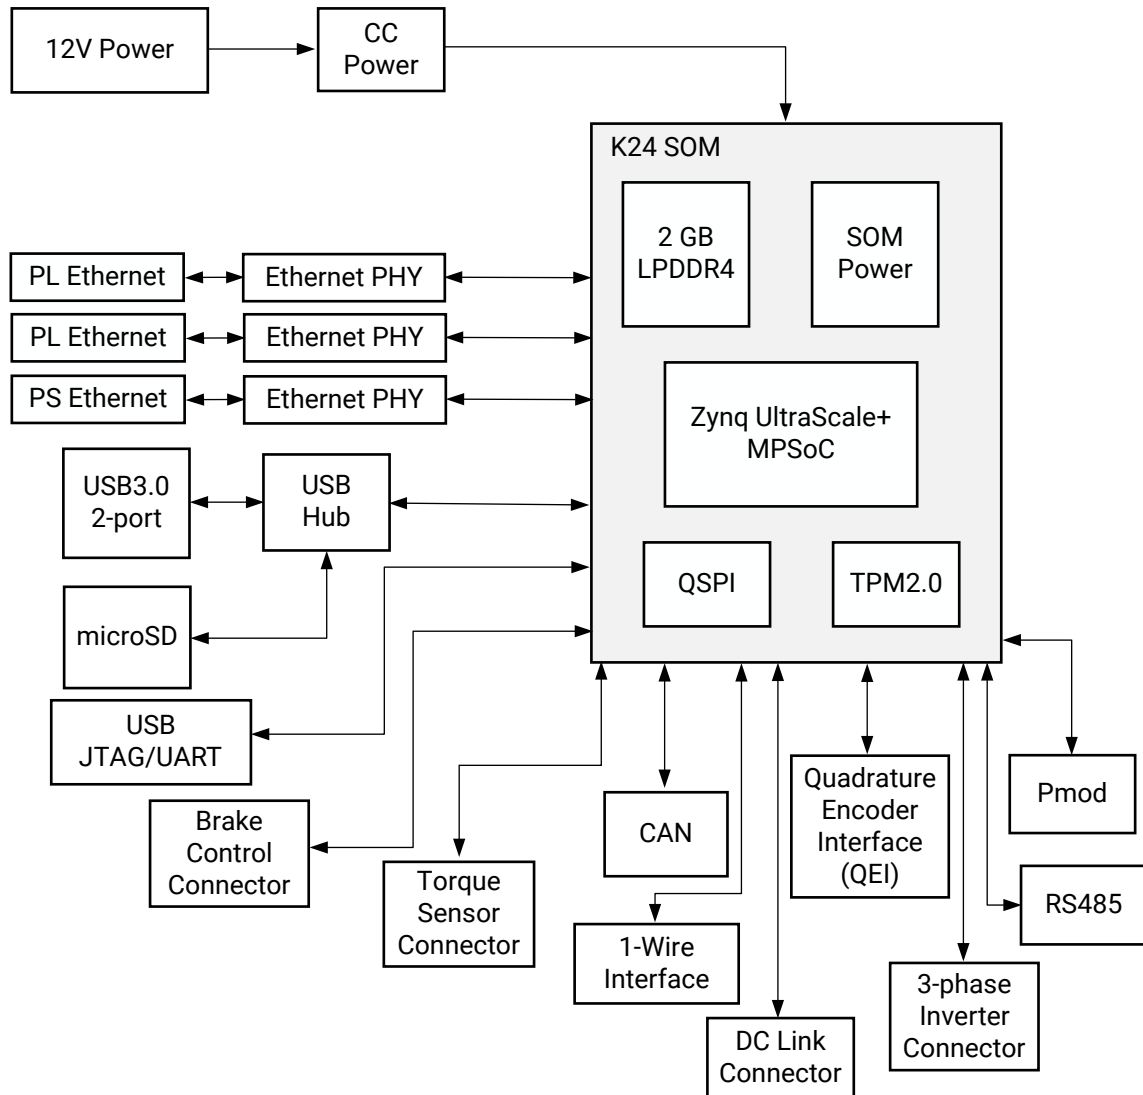 12V Power
CC
Power
K24 SOM
2 GB
LPDDR4
SOM
Power
PL Ethernet
Ethernet PHY
PL Ethernet
Ethernet PHY
PS Ethernet
Ethernet PHY
Zynq UltraScale+
MPSoC
USB3.0
2-port
USB
Hub
QSPI
TPM2.0
microSD
USB
JTAG/UART
Brake
Control
Connector
Torque
Sensor
Connector
CAN
1-Wire
Interface
DC Link
Connector
Quadrature
Encoder
Interface
(QEI)
3-phase
Inverter
Connector
Pmod
RS485